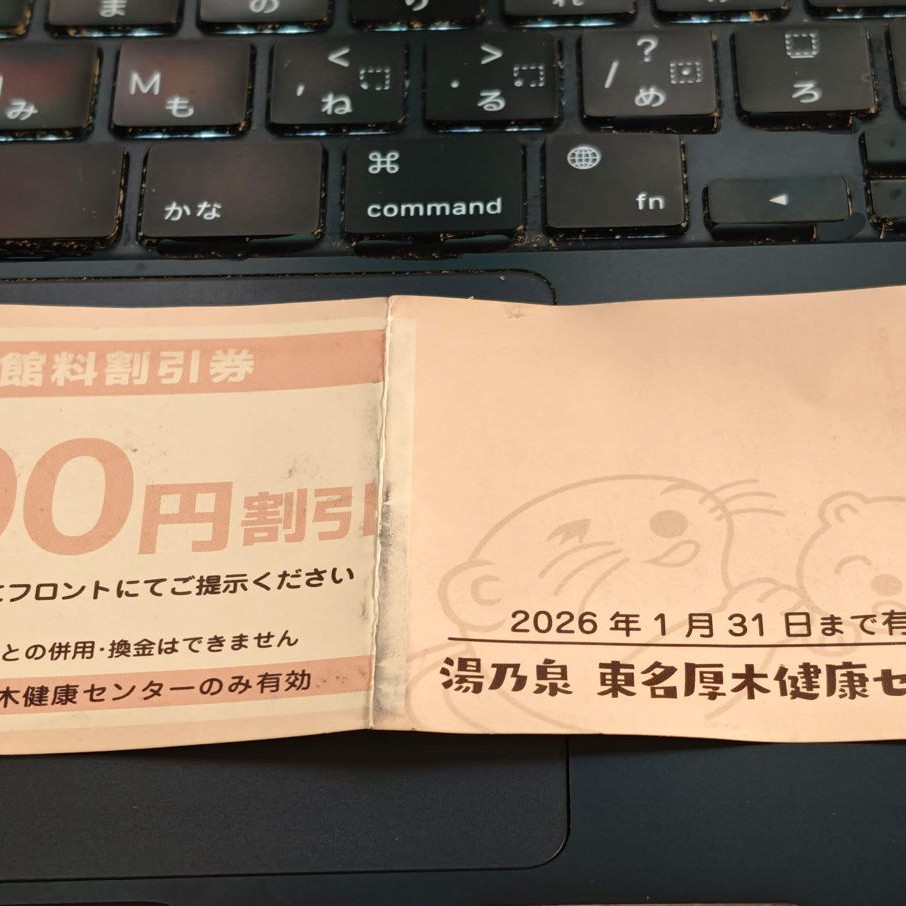 M
も
み
<
,
ね
>
.
る
?
/
め
ろ
かな
⌘
command
fn
◀
館料割引券
00円割引
フロントにてご提示ください
との併用・換金はできません
木健康センターのみ有効
2026年1月31日まで有
湯乃泉 東名厚木健康セ